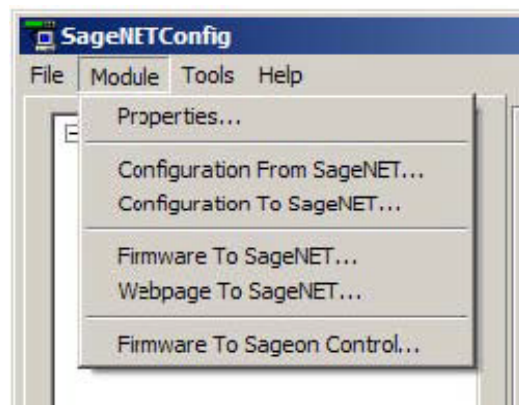 SageNETConfig
File Module Tools Help
Properties...
Configuration From SageNET...
Configuration To SageNET...
Firmware To SageNET...
Webpage To SageNET...
Firmware To Sageon Control...